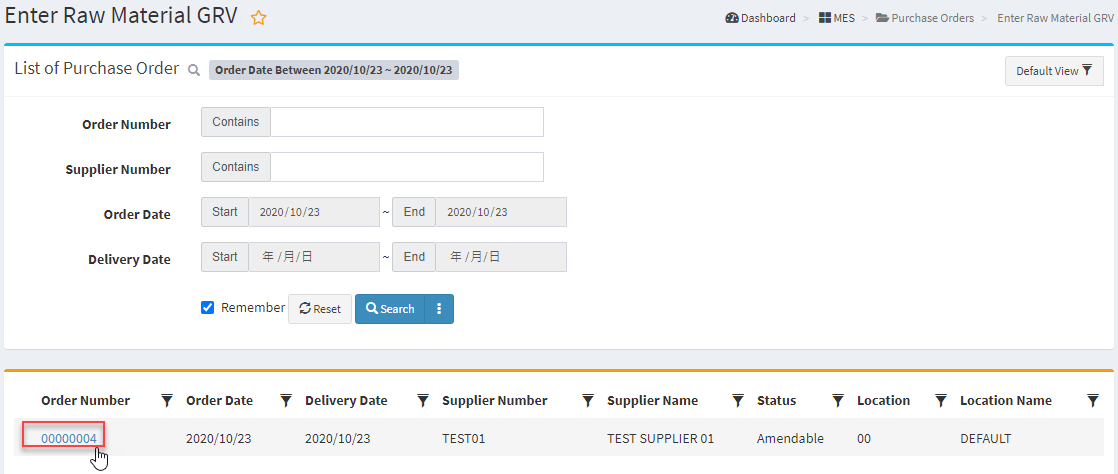 Enter Raw Material GRV
Dashboard > MES > Purchase Orders > Enter Raw Material GRV
List of Purchase Order Order Date Between 2020/10/23 ~ 2020/10/23
Default View
Order Number Contains
Supplier Number Contains
Order Date Start 2020/10/23 ~ End 2020/10/23
Delivery Date Start 年 /月/日 ~ End 年 /月/日
Remember Reset Search
Order Number Order Date Delivery Date Supplier Number Supplier Name Status Location Location Name
00000004 2020/10/23 2020/10/23 TEST01 TEST SUPPLIER 01 Amendable 00 DEFAULT